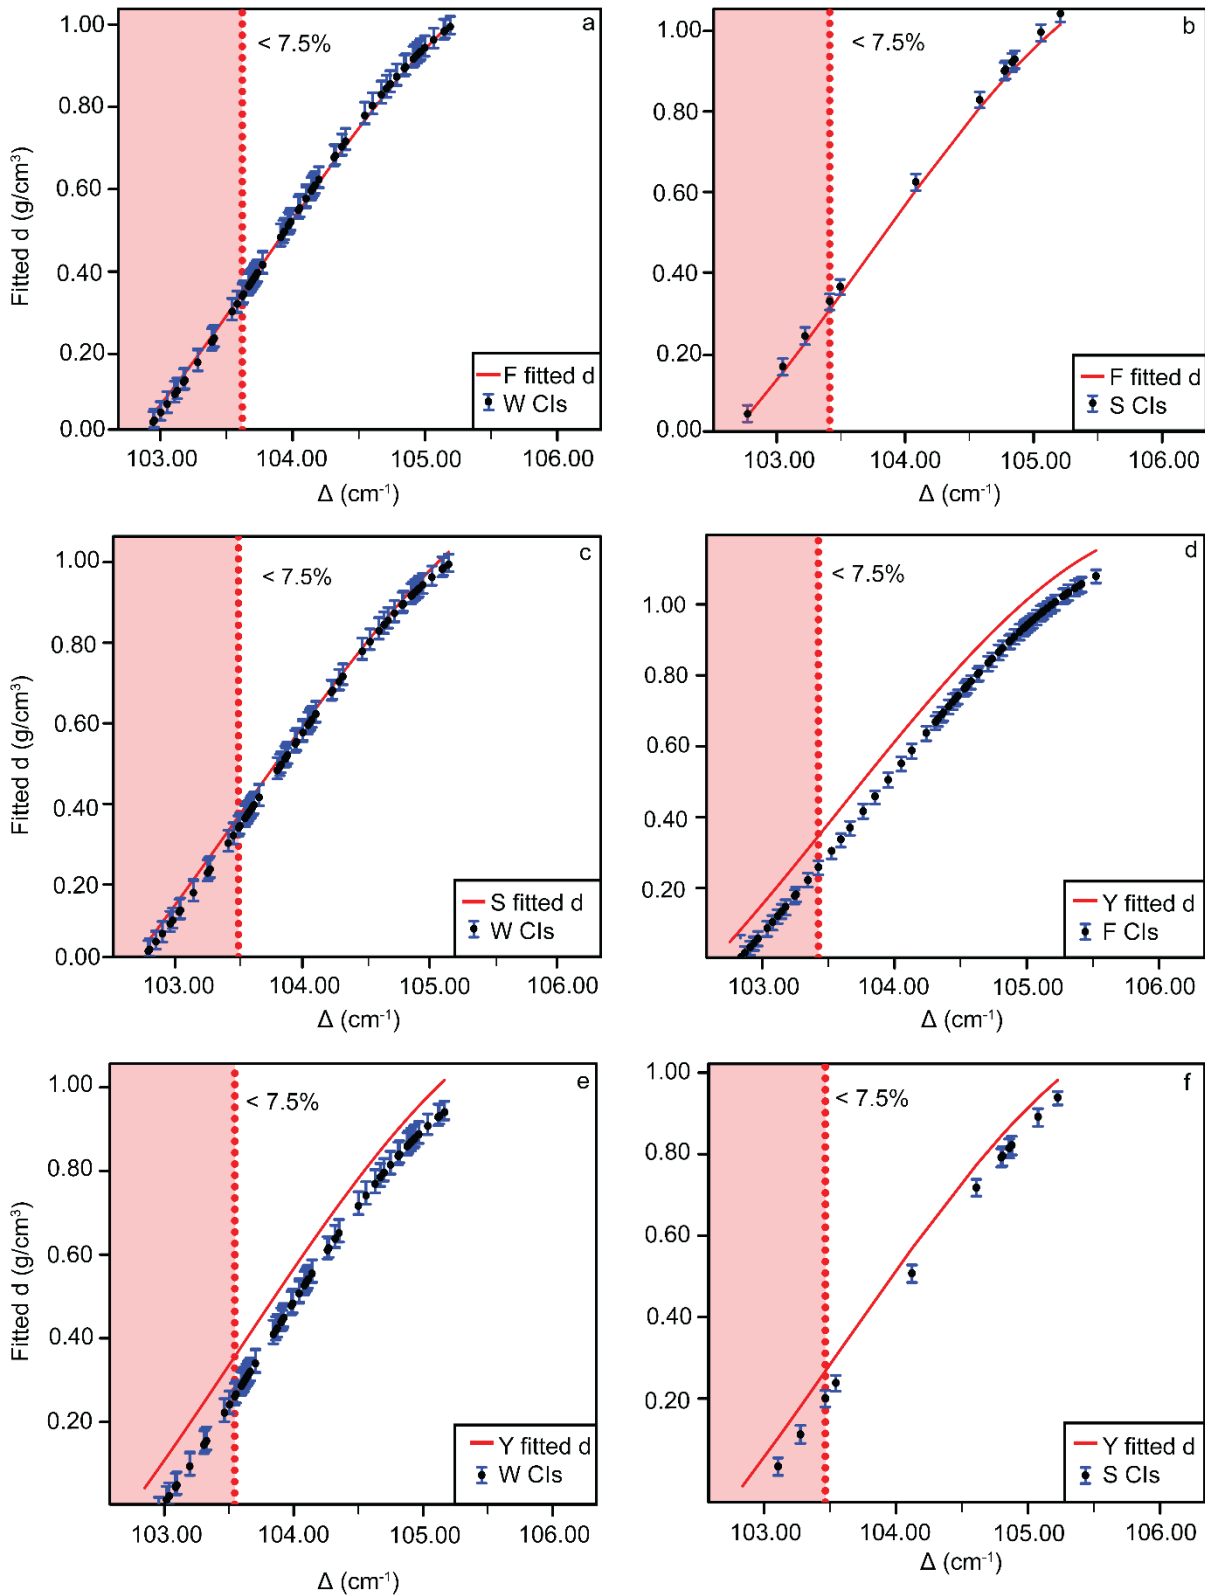 a
< 7.5%
1.00
0.80
0.60
0.40
0.20
0.00
Fitted d (g/cm³)
F fitted d
W CIs
103.00 104.00 105.00 106.00
Δ (cm⁻¹)
b
< 7.5%
1.00
0.80
0.60
0.40
0.20
0.00
F fitted d
S CIs
103.00 104.00 105.00 106.00
Δ (cm⁻¹)
c
< 7.5%
1.00
0.80
0.60
0.40
0.20
0.00
Fitted d (g/cm³)
S fitted d
W CIs
103.00 104.00 105.00 106.00
Δ (cm⁻¹)
d
< 7.5%
1.00
0.80
0.60
0.40
0.20
Y fitted d
F CIs
103.00 104.00 105.00 106.00
Δ (cm⁻¹)
e
< 7.5%
1.00
0.80
0.60
0.40
0.20
Fitted d (g/cm³)
Y fitted d
W CIs
103.00 104.00 105.00 106.00
Δ (cm⁻¹)
f
< 7.5%
1.00
0.80
0.60
0.40
0.20
Y fitted d
S CIs
103.00 104.00 105.00 106.00
Δ (cm⁻¹)